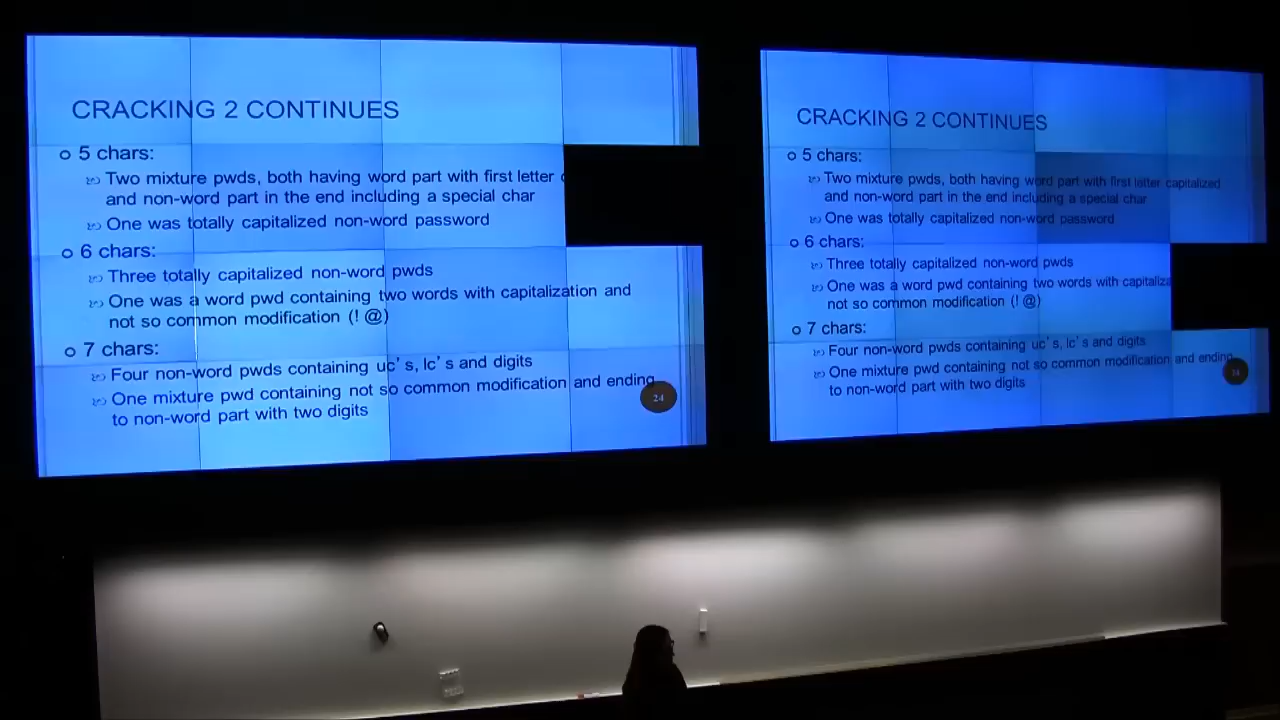 CRACKING 2 CONTINUES
5 chars:
Two mixture pwds, both having word part with first letter
and non-word part in the end including a special char
One was totally capitalized non-word password
6 chars:
Three totally capitalized non-word pwds
One was a word pwd containing two words with capitalization and
not so common modification (! @)
7 chars:
Four non-word pwds containing uc's, lc's and digits
One mixture pwd containing not so common modification and ending
to non-word part with two digits
24
CRACKING 2 CONTINUES
5 chars:
Two mixture pwds, both having word part with first letter capitalized
and non-word part in the end including a special char
One was totally capitalized non-word password
6 chars:
Three totally capitalized non-word pwds
One was a word pwd containing two words with
not so common modification (! @)
7 chars:
Four non-word pwds containing uc's, lc's and digits
One mixture pwd containing not so common modification and ending
to non-word part with two digits
24